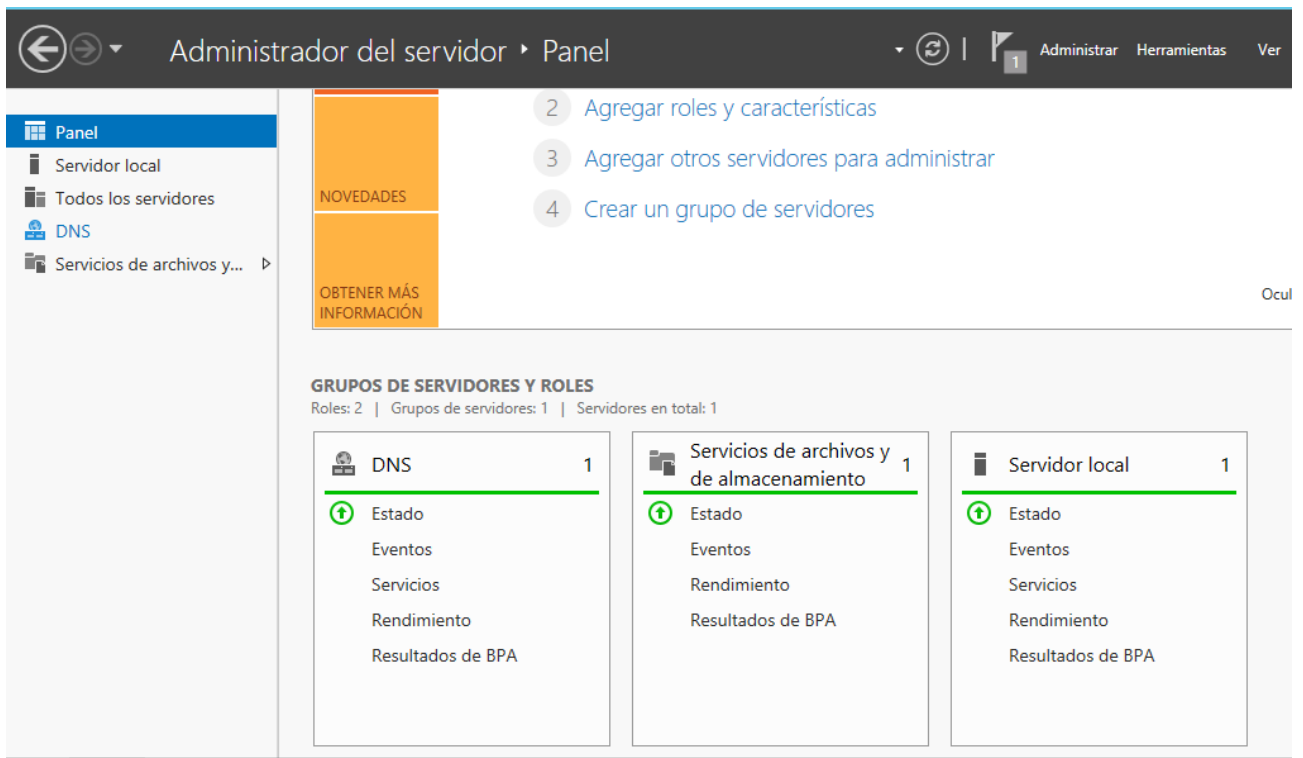 Administrador del servidor ‣ Panel
1
Administrar Herramientas Ver
Panel
Servidor local
Todos los servidores
DNS
Servicios de archivos y...
NOVEDADES
OBTENER MÁS
INFORMACIÓN
2 Agregar roles y características
3 Agregar otros servidores para administrar
4 Crear un grupo de servidores
Ocul
GRUPOS DE SERVIDORES Y ROLES
Roles: 2 | Grupos de servidores: 1 | Servidores en total: 1
DNS 1
Estado
Eventos
Servicios
Rendimiento
Resultados de BPA
Servicios de archivos y
de almacenamiento 1
Estado
Eventos
Rendimiento
Resultados de BPA
Servidor local 1
Estado
Eventos
Servicios
Rendimiento
Resultados de BPA